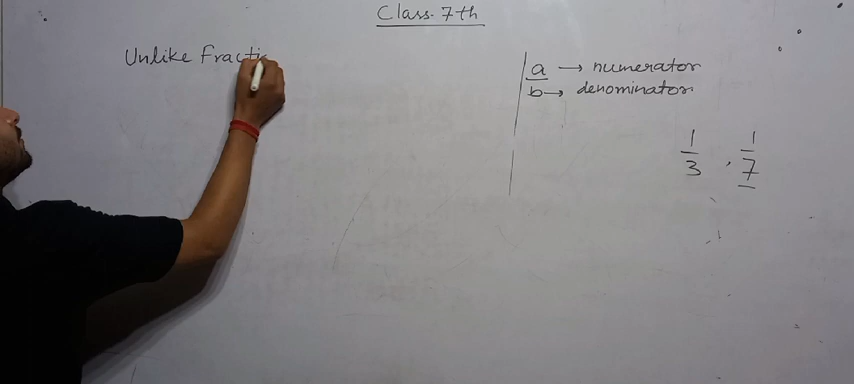 Class-7th
Unlike Fracti
a → numerator
b → denominator
1/3 , 1/7